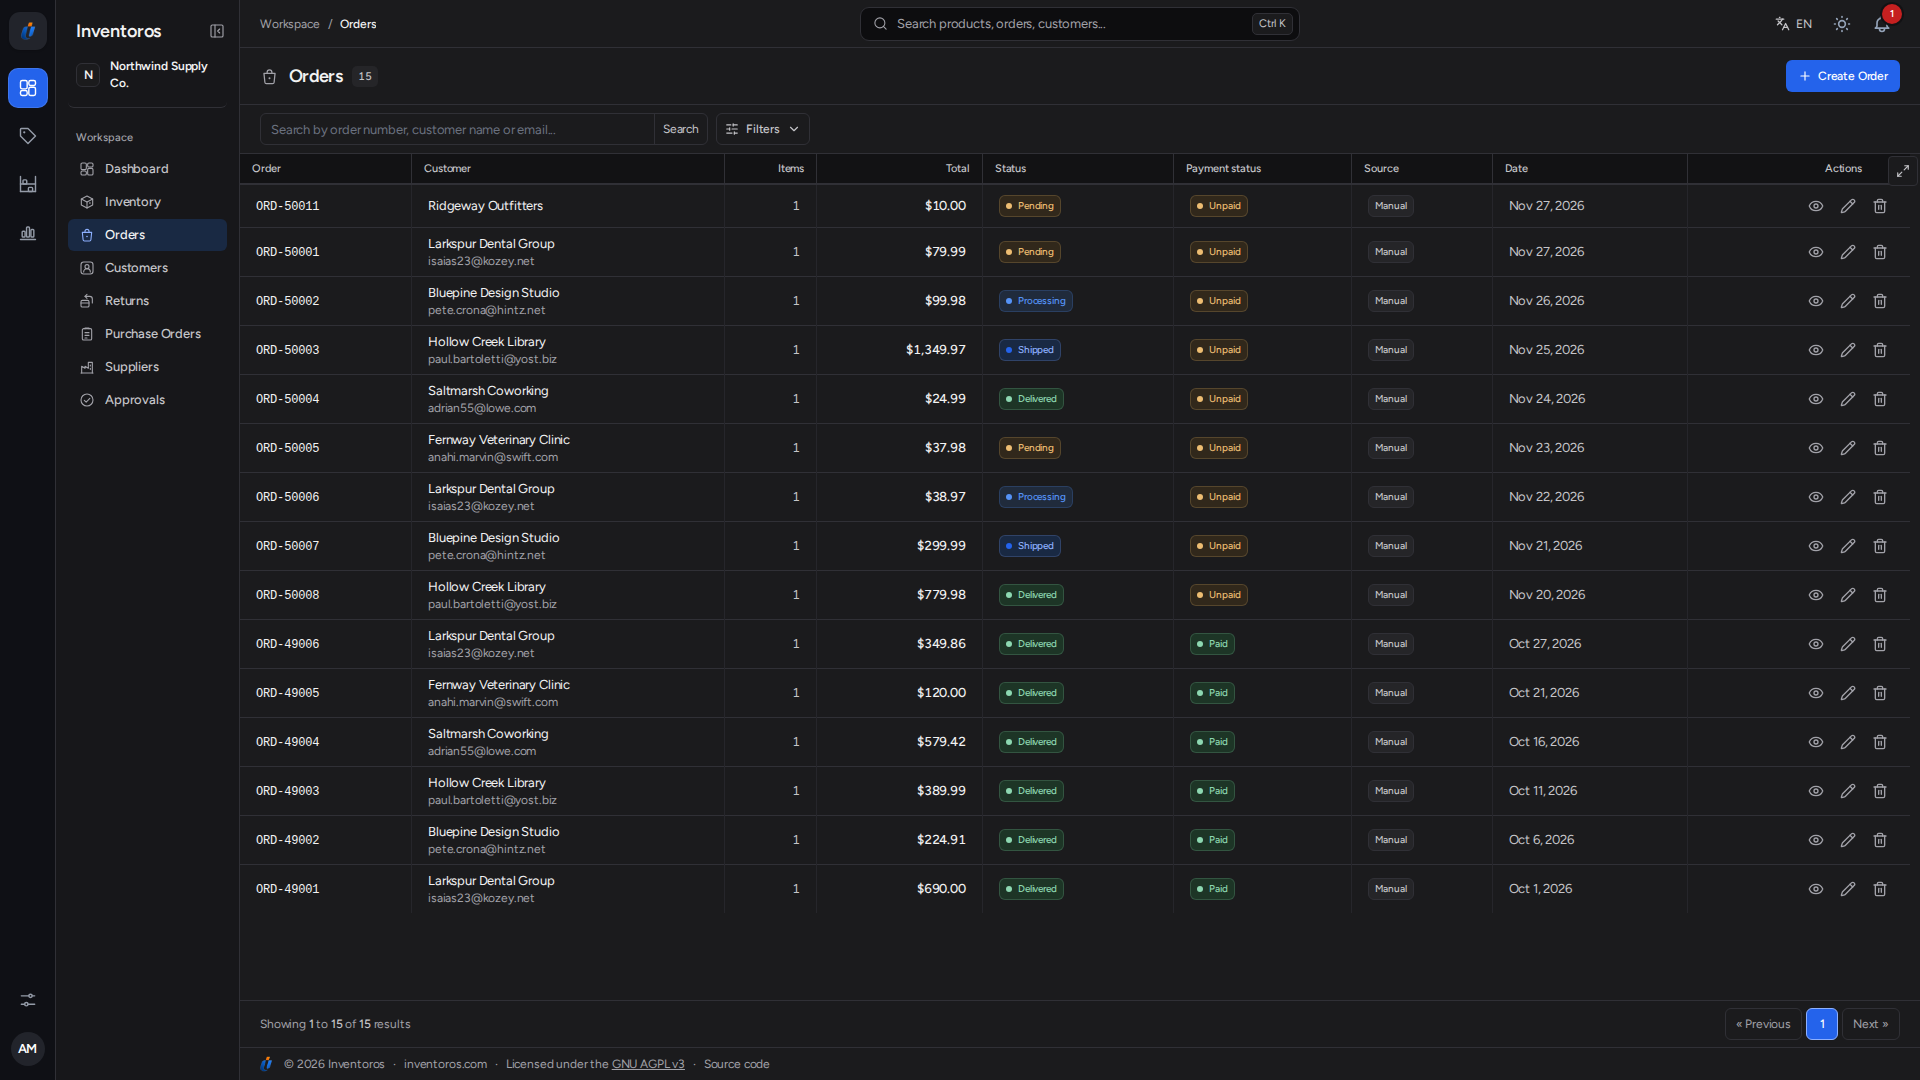 Inventoros
N Northwind Supply Co.
Workspace
Dashboard
Inventory
Orders
Customers
Returns
Purchase Orders
Suppliers
Approvals
AM
Workspace / Orders
Search products, orders, customers... Ctrl K
EN
1
Orders 15
Create Order
Search by order number, customer name or email... Search Filters
Order Customer Items Total Status Payment status Source Date Actions
ORD-50011 Ridgeway Outfitters 1 $10.00 Pending Unpaid Manual Nov 27, 2026
ORD-50001 Larkspur Dental Group isaias23@kozey.net 1 $79.99 Pending Unpaid Manual Nov 27, 2026
ORD-50002 Bluepine Design Studio pete.crona@hintz.net 1 $99.98 Processing Unpaid Manual Nov 26, 2026
ORD-50003 Hollow Creek Library paul.bartoletti@yost.biz 1 $1,349.97 Shipped Unpaid Manual Nov 25, 2026
ORD-50004 Saltmarsh Coworking adrian55@lowe.com 1 $24.99 Delivered Unpaid Manual Nov 24, 2026
ORD-50005 Fernway Veterinary Clinic anahi.marvin@swift.com 1 $37.98 Pending Unpaid Manual Nov 23, 2026
ORD-50006 Larkspur Dental Group isaias23@kozey.net 1 $38.97 Processing Unpaid Manual Nov 22, 2026
ORD-50007 Bluepine Design Studio pete.crona@hintz.net 1 $299.99 Shipped Unpaid Manual Nov 21, 2026
ORD-50008 Hollow Creek Library paul.bartoletti@yost.biz 1 $779.98 Delivered Unpaid Manual Nov 20, 2026
ORD-49006 Larkspur Dental Group isaias23@kozey.net 1 $349.86 Delivered Paid Manual Oct 27, 2026
ORD-49005 Fernway Veterinary Clinic anahi.marvin@swift.com 1 $120.00 Delivered Paid Manual Oct 21, 2026
ORD-49004 Saltmarsh Coworking adrian55@lowe.com 1 $579.42 Delivered Paid Manual Oct 16, 2026
ORD-49003 Hollow Creek Library paul.bartoletti@yost.biz 1 $389.99 Delivered Paid Manual Oct 11, 2026
ORD-49002 Bluepine Design Studio pete.crona@hintz.net 1 $224.91 Delivered Paid Manual Oct 6, 2026
ORD-49001 Larkspur Dental Group isaias23@kozey.net 1 $690.00 Delivered Paid Manual Oct 1, 2026
Showing 1 to 15 of 15 results
« Previous 1 Next »
© 2026 Inventoros · inventoros.com · Licensed under the GNU AGPL v3 · Source code